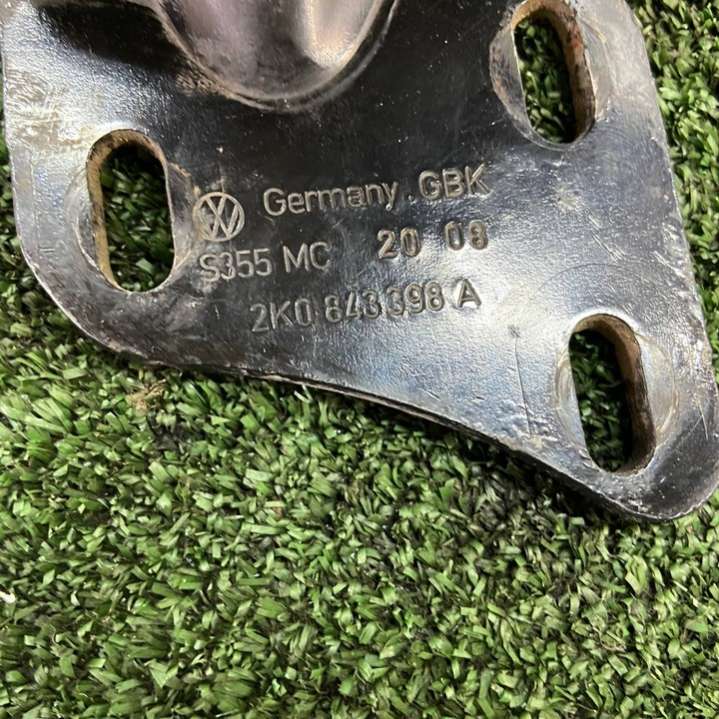 Germany . GBK
S355 MC 20 08
2K0 843 398 A